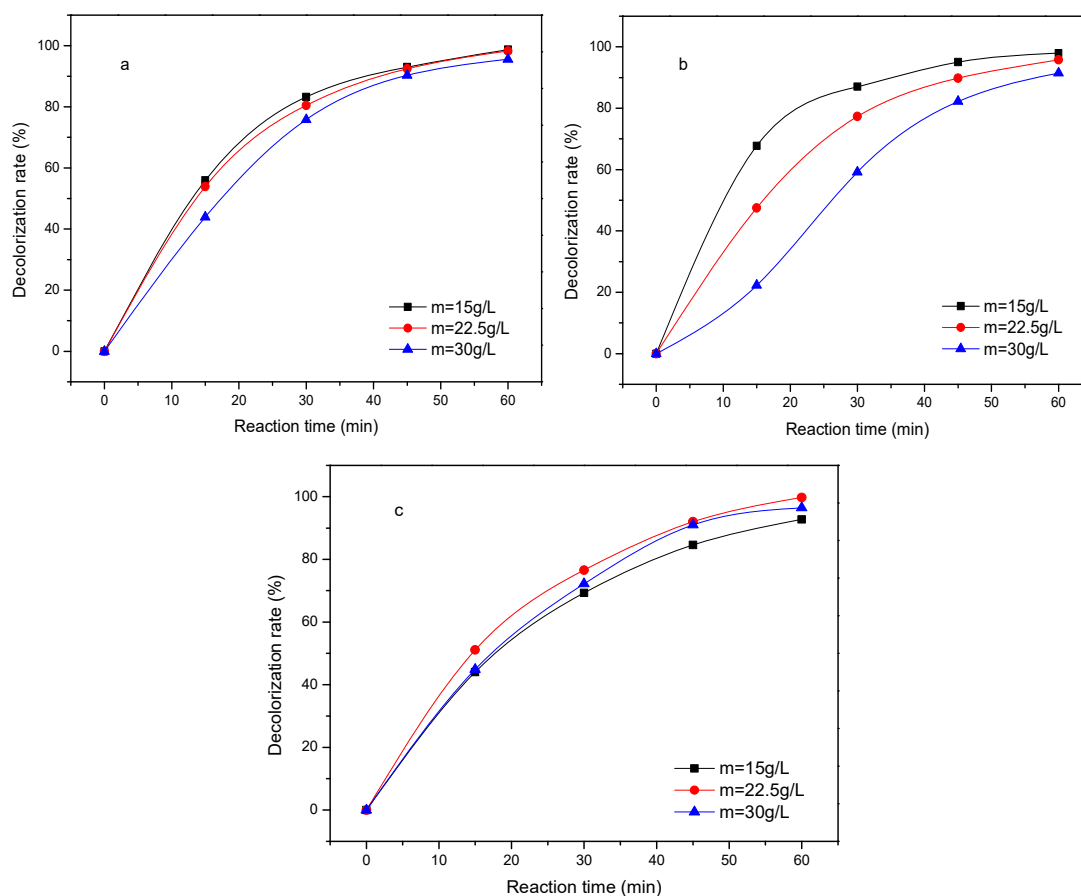 a
100
80
60
40
20
0
Decolorization rate (%)
m=15g/L
m=22.5g/L
m=30g/L
0 10 20 30 40 50 60
Reaction time (min)
b
100
80
60
40
20
0
Decolorization rate (%)
m=15g/L
m=22.5g/L
m=30g/L
0 10 20 30 40 50 60
Reaction time (min)
c
100
80
60
40
20
0
Decolorization rate (%)
m=15g/L
m=22.5g/L
m=30g/L
0 10 20 30 40 50 60
Reaction time (min)